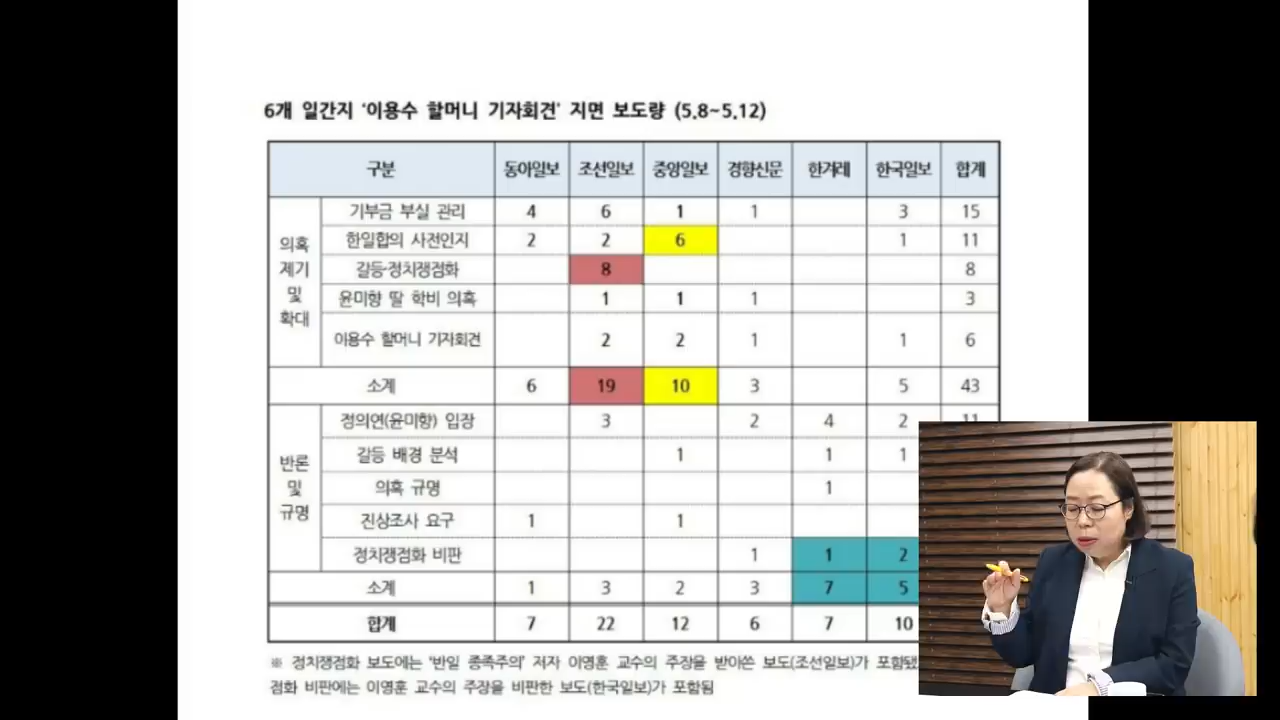 6개 일간지 '이용수 할머니 기자회견' 지면 보도량 (5.8~5.12)
구분 동아일보 조선일보 중앙일보 경향신문 한겨레 한국일보 합계
의혹 제기 및 확대
기부금 부실 관리 4 6 1 1 3 15
한일합의 사전인지 2 2 6 1 11
갈등·정치쟁점화 8 8
윤미향 딸 학비 의혹 1 1 1 3
이용수 할머니 기자회견 2 2 1 1 6
소계 6 19 10 3 5 43
반론 및 규명
정의연(윤미향) 입장 3 2 4 2 11
갈등 배경 분석 1 1 1
의혹 규명 1
진상조사 요구 1 1
정치쟁점화 비판 1 1 2
소계 1 3 2 3 7 5
합계 7 22 12 6 7 10
※ 정치쟁점화 보도에는 '반일 종족주의' 저자 이영훈 교수의 주장을 받아쓴 보도(조선일보)가 포함됐
점화 비판에는 이영훈 교수의 주장을 비판한 보도(한국일보)가 포함됨